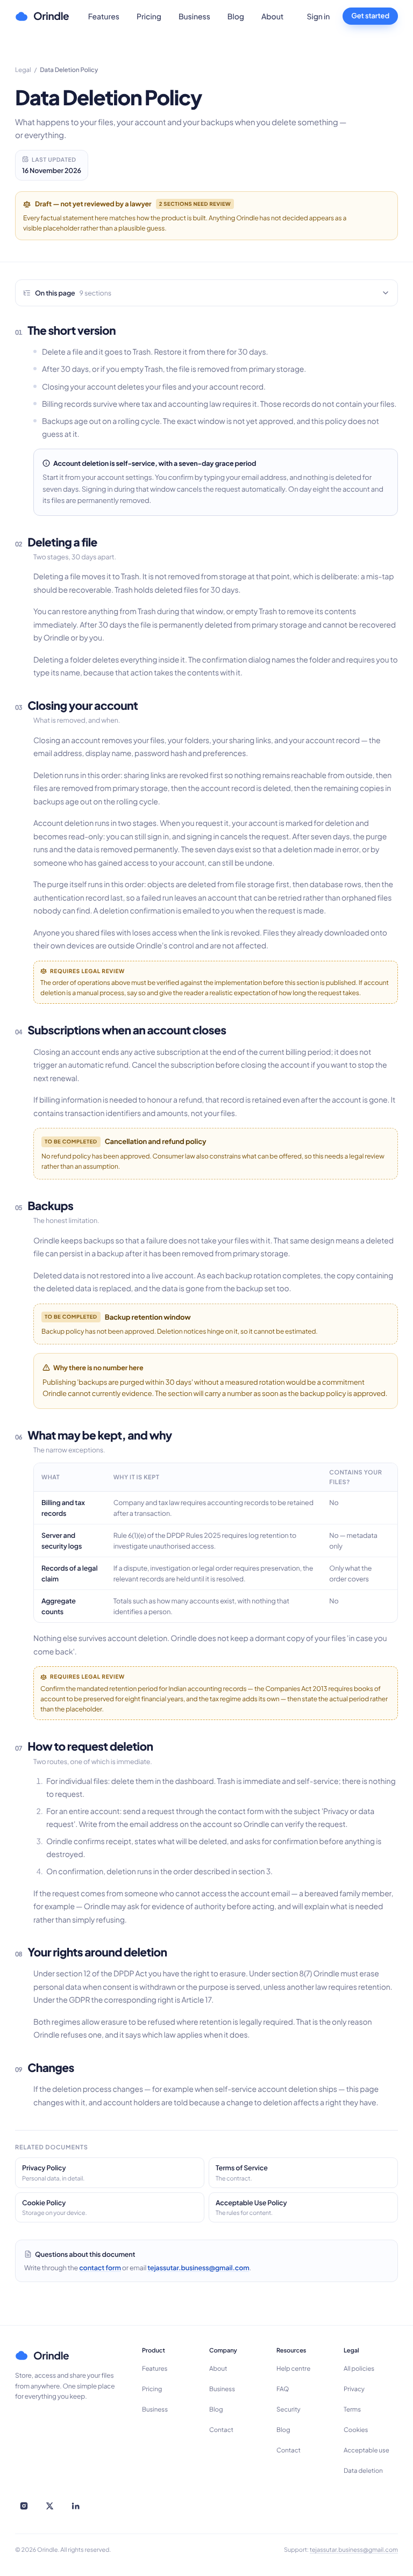 Orindle
Features
Pricing
Business
Blog
About
Sign in
Get started
Legal / Data Deletion Policy
Data Deletion Policy
What happens to your files, your account and your backups when you delete something —
or everything.
LAST UPDATED
16 November 2026
Draft — not yet reviewed by a lawyer 2 SECTIONS NEED REVIEW
Every factual statement here matches how the product is built. Anything Orindle has not decided appears as a
visible placeholder rather than a plausible guess.
On this page 9 sections
01 The short version
Delete a file and it goes to Trash. Restore it from there for 30 days.
After 30 days, or if you empty Trash, the file is removed from primary storage.
Closing your account deletes your files and your account record.
Billing records survive where tax and accounting law requires it. Those records do not contain your files.
Backups age out on a rolling cycle. The exact window is not yet approved, and this policy does not
guess at it.
Account deletion is self-service, with a seven-day grace period
Start it from your account settings. You confirm by typing your email address, and nothing is deleted for
seven days. Signing in during that window cancels the request automatically. On day eight the account and
its files are permanently removed.
02 Deleting a file
Two stages, 30 days apart.
Deleting a file moves it to Trash. It is not removed from storage at that point, which is deliberate: a mis-tap
should be recoverable. Trash holds deleted files for 30 days.
You can restore anything from Trash during that window, or empty Trash to remove its contents
immediately. After 30 days the file is permanently deleted from primary storage and cannot be recovered
by Orindle or by you.
Deleting a folder deletes everything inside it. The confirmation dialog names the folder and requires you to
type its name, because that action takes the contents with it.
03 Closing your account
What is removed, and when.
Closing an account removes your files, your folders, your sharing links, and your account record — the
email address, display name, password hash and preferences.
Deletion runs in this order: sharing links are revoked first so nothing remains reachable from outside, then
files are removed from primary storage, then the account record is deleted, then the remaining copies in
backups age out on the rolling cycle.
Account deletion runs in two stages. When you request it, your account is marked for deletion and
becomes read-only: you can still sign in, and signing in cancels the request. After seven days, the purge
runs and the data is removed permanently. The seven days exist so that a deletion made in error, or by
someone who has gained access to your account, can still be undone.
The purge itself runs in this order: objects are deleted from file storage first, then database rows, then the
authentication record last, so a failed run leaves an account that can be retried rather than orphaned files
nobody can find. A deletion confirmation is emailed to you when the request is made.
Anyone you shared files with loses access when the link is revoked. Files they already downloaded onto
their own devices are outside Orindle's control and are not affected.
REQUIRES LEGAL REVIEW
The order of operations above must be verified against the implementation before this section is published. If account
deletion is a manual process, say so and give the reader a realistic expectation of how long the request takes.
04 Subscriptions when an account closes
Closing an account ends any active subscription at the end of the current billing period; it does not
trigger an automatic refund. Cancel the subscription before closing the account if you want to stop the
next renewal.
If billing information is needed to honour a refund, that record is retained even after the account is gone. It
contains transaction identifiers and amounts, not your files.
TO BE COMPLETED Cancellation and refund policy
No refund policy has been approved. Consumer law also constrains what can be offered, so this needs a legal review
rather than an assumption.
05 Backups
The honest limitation.
Orindle keeps backups so that a failure does not take your files with it. That same design means a deleted
file can persist in a backup after it has been removed from primary storage.
Deleted data is not restored into a live account. As each backup rotation completes, the copy containing
the deleted data is replaced, and the data is gone from the backup set too.
TO BE COMPLETED Backup retention window
Backup policy has not been approved. Deletion notices hinge on it, so it cannot be estimated.
Why there is no number here
Publishing 'backups are purged within 30 days' without a measured rotation would be a commitment
Orindle cannot currently evidence. The section will carry a number as soon as the backup policy is approved.
06 What may be kept, and why
The narrow exceptions.
WHAT
WHY IT IS KEPT
CONTAINS YOUR
FILES?
Billing and tax
records
Company and tax law requires accounting records to be retained
after a transaction.
No
Server and
security logs
Rule 6(1)(e) of the DPDP Rules 2025 requires log retention to
investigate unauthorised access.
No — metadata
only
Records of a legal
claim
If a dispute, investigation or legal order requires preservation, the
relevant records are held until it is resolved.
Only what the
order covers
Aggregate
counts
Totals such as how many accounts exist, with nothing that
identifies a person.
No
Nothing else survives account deletion. Orindle does not keep a dormant copy of your files 'in case you
come back'.
REQUIRES LEGAL REVIEW
Confirm the mandated retention period for Indian accounting records — the Companies Act 2013 requires books of
account to be preserved for eight financial years, and the tax regime adds its own — then state the actual period rather
than the placeholder.
07 How to request deletion
Two routes, one of which is immediate.
1. For individual files: delete them in the dashboard. Trash is immediate and self-service; there is nothing
to request.
2. For an entire account: send a request through the contact form with the subject 'Privacy or data
request'. Write from the email address on the account so Orindle can verify the request.
3. Orindle confirms receipt, states what will be deleted, and asks for confirmation before anything is
destroyed.
4. On confirmation, deletion runs in the order described in section 3.
If the request comes from someone who cannot access the account email — a bereaved family member,
for example — Orindle may ask for evidence of authority before acting, and will explain what is needed
rather than simply refusing.
08 Your rights around deletion
Under section 12 of the DPDP Act you have the right to erasure. Under section 8(7) Orindle must erase
personal data when consent is withdrawn or the purpose is served, unless another law requires retention.
Under the GDPR the corresponding right is Article 17.
Both regimes allow erasure to be refused where retention is legally required. That is the only reason
Orindle refuses one, and it says which law applies when it does.
09 Changes
If the deletion process changes — for example when self-service account deletion ships — this page
changes with it, and account holders are told because a change to deletion affects a right they have.
RELATED DOCUMENTS
Privacy Policy
Personal data, in detail.
Terms of Service
The contract.
Cookie Policy
Storage on your device.
Acceptable Use Policy
The rules for content.
Questions about this document
Write through the contact form or email tejassutar.business@gmail.com.
Orindle
Store, access and share your files
from anywhere. One simple place
for everything you keep.
Product
Features
Pricing
Business
Company
About
Business
Blog
Contact
Resources
Help centre
FAQ
Security
Blog
Contact
Legal
All policies
Privacy
Terms
Cookies
Acceptable use
Data deletion
© 2026 Orindle. All rights reserved.
Support: tejassutar.business@gmail.com